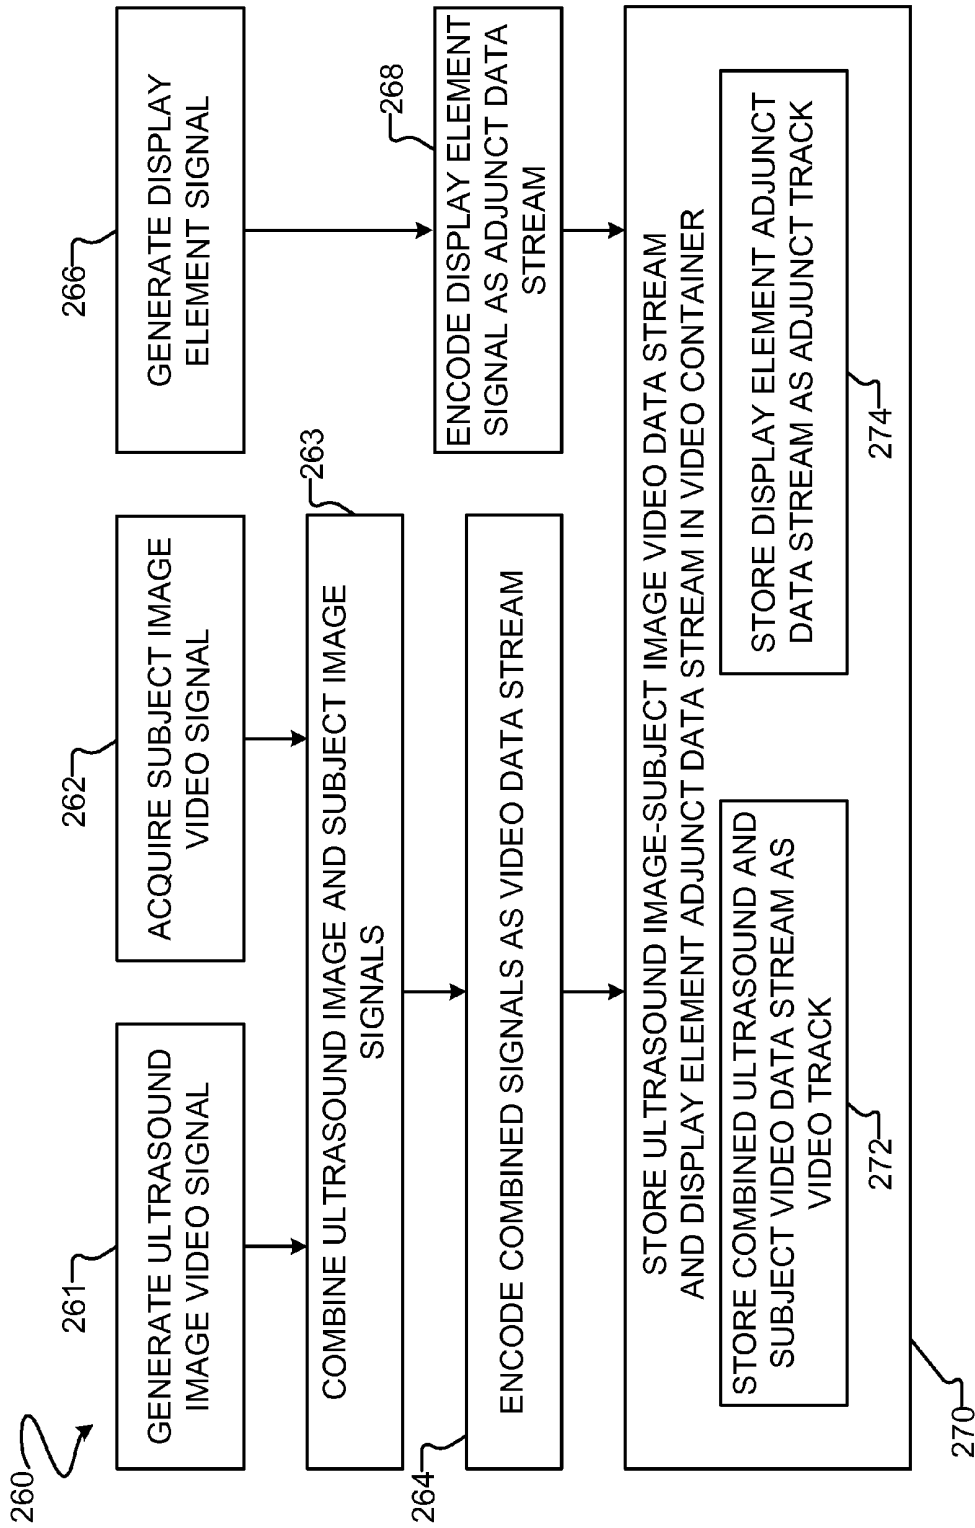 260
261
GENERATE ULTRASOUND
IMAGE VIDEO SIGNAL
262
ACQUIRE SUBJECT IMAGE
VIDEO SIGNAL
266
GENERATE DISPLAY
ELEMENT SIGNAL
263
COMBINE ULTRASOUND IMAGE AND SUBJECT IMAGE
SIGNALS
264
ENCODE COMBINED SIGNALS AS VIDEO DATA STREAM
268
ENCODE DISPLAY ELEMENT
SIGNAL AS ADJUNCT DATA
STREAM
STORE ULTRASOUND IMAGE-SUBJECT IMAGE VIDEO DATA STREAM
AND DISPLAY ELEMENT ADJUNCT DATA STREAM IN VIDEO CONTAINER
STORE COMBINED ULTRASOUND AND
SUBJECT VIDEO DATA STREAM AS
VIDEO TRACK
272
STORE DISPLAY ELEMENT ADJUNCT
DATA STREAM AS ADJUNCT TRACK
274
270